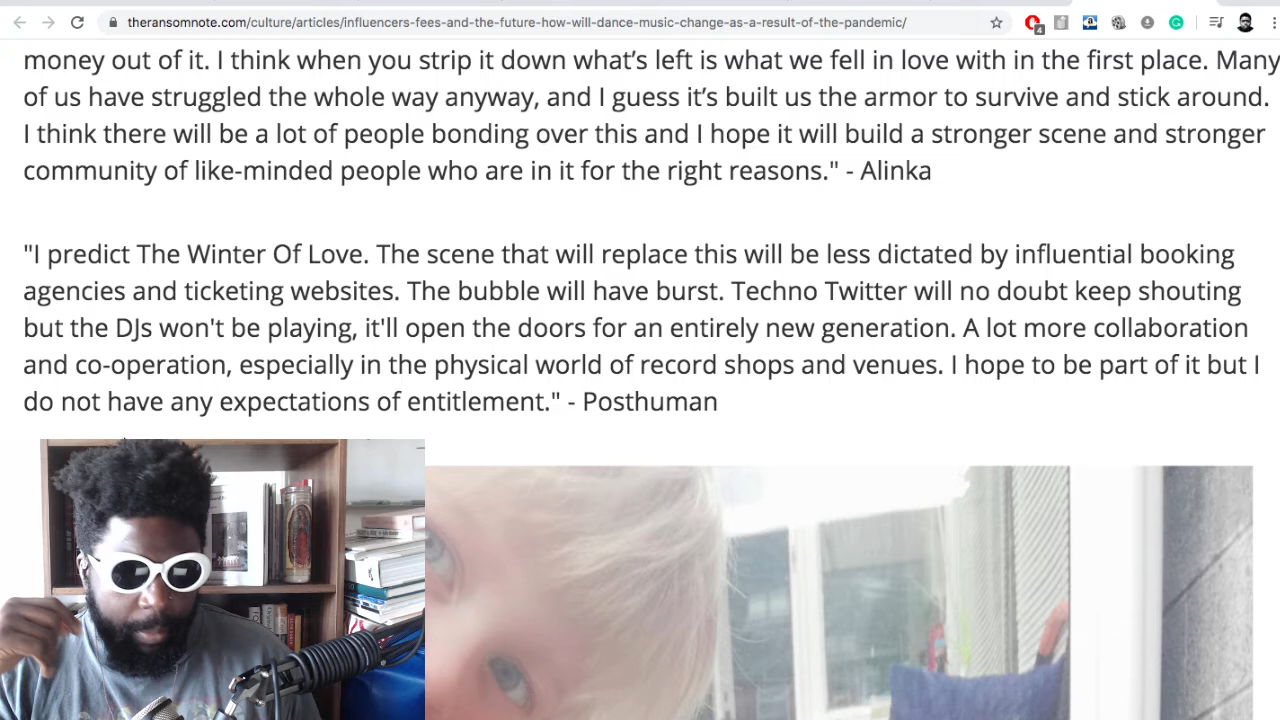 theransomnote.com/culture/articles/influencers-fees-and-the-future-how-will-dance-music-change-as-a-result-of-the-pandemic/
4
money out of it. I think when you strip it down what’s left is what we fell in love with in the first place. Many
of us have struggled the whole way anyway, and I guess it’s built us the armor to survive and stick around.
I think there will be a lot of people bonding over this and I hope it will build a stronger scene and stronger
community of like-minded people who are in it for the right reasons." - Alinka
"I predict The Winter Of Love. The scene that will replace this will be less dictated by influential booking
agencies and ticketing websites. The bubble will have burst. Techno Twitter will no doubt keep shouting
but the DJs won't be playing, it'll open the doors for an entirely new generation. A lot more collaboration
and co-operation, especially in the physical world of record shops and venues. I hope to be part of it but I
do not have any expectations of entitlement." - Posthuman